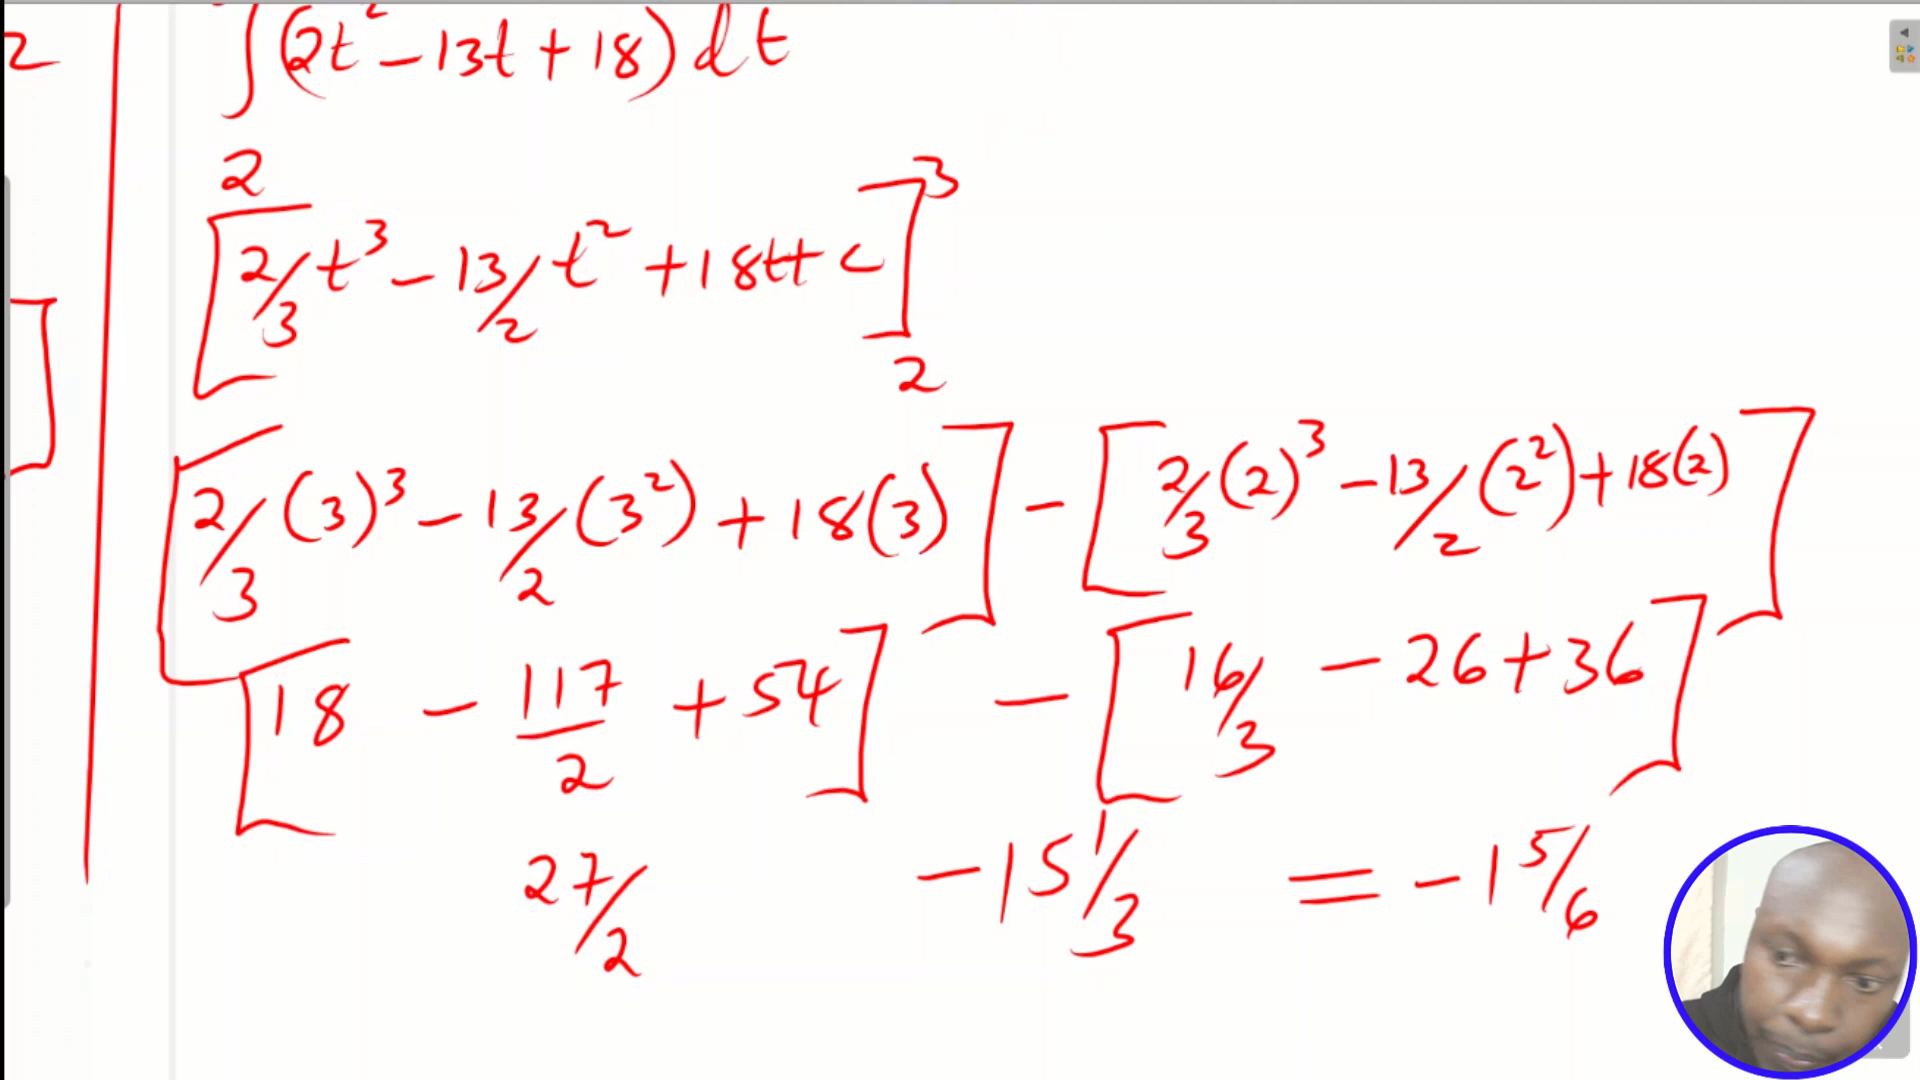 2
∫(2t² - 13t + 18) dt
2
[2/3 t³ - 13/2 t² + 18t + c]³₂
[2/3 (3)³ - 13/2 (3²) + 18(3)] - [2/3 (2)³ - 13/2 (2²) + 18(2)]
[18 - 117/2 + 54] - [16/3 - 26 + 36]
27/2 - 15 1/3 = -1 5/6